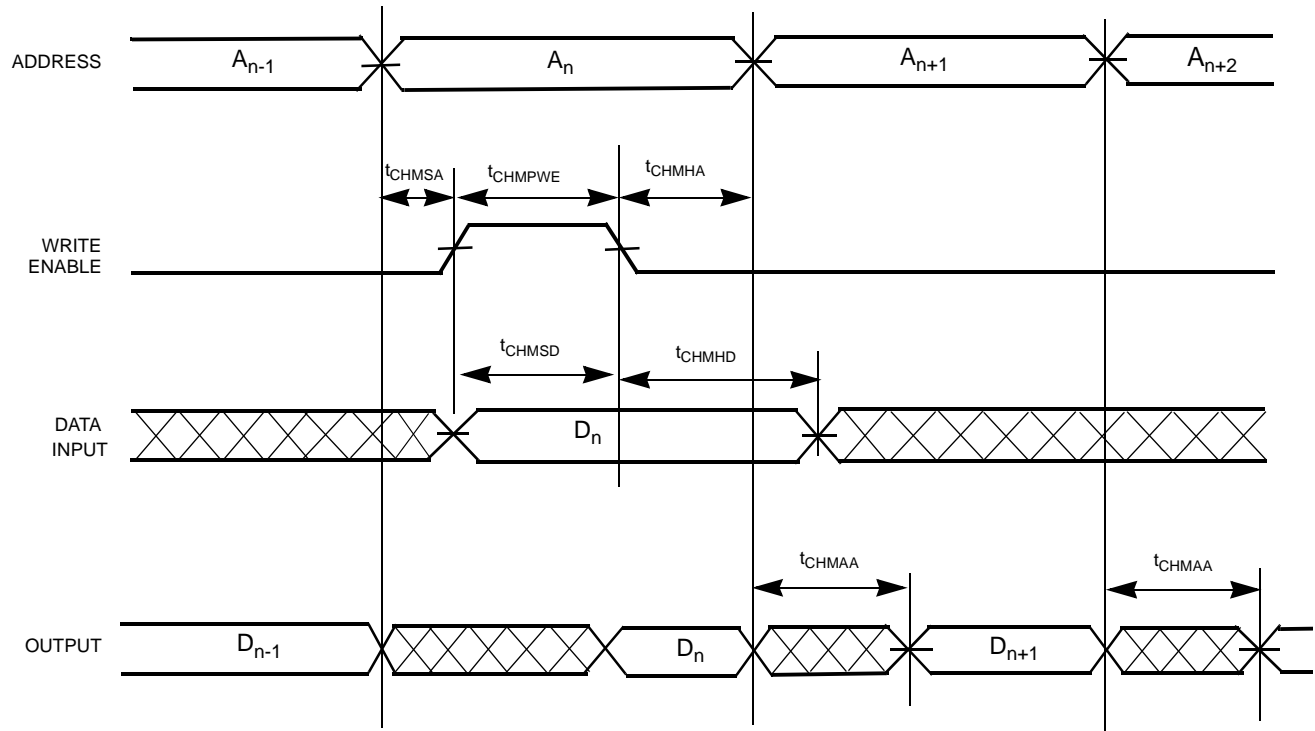 ADDRESS
An-1
An
An+1
An+2
tCHMSA
tCHMPWE
tCHMHA
WRITE
ENABLE
tCHMSD
tCHMHD
DATA
INPUT
Dn
tCHMAA
tCHMAA
OUTPUT
Dn-1
Dn
Dn+1